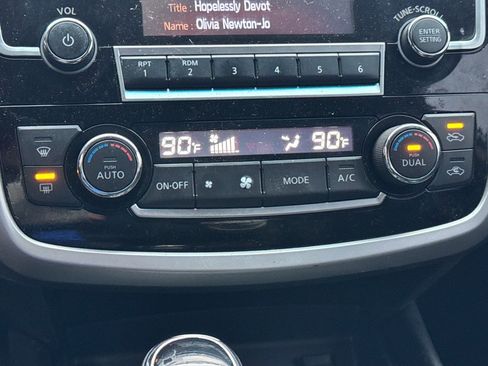 Title : Hopelessly Devot
Name : Olivia Newton-Jo
VOL
TUNE•SCROLL
ENTER
SETTING
RPT
1
RDM
2
3
4
5
6
90°F
90°F
PUSH
AUTO
PUSH
DUAL
ON•OFF
MODE
A/C